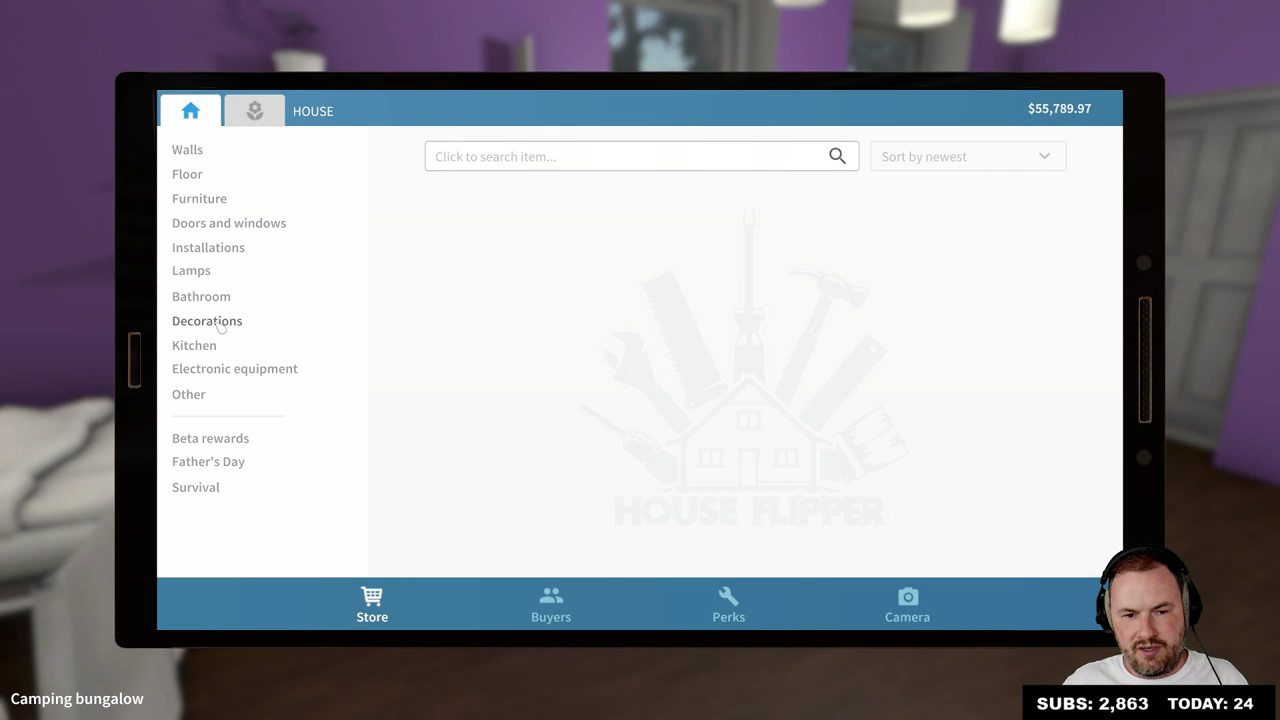 HOUSE
$55,789.97
Click to search item...
Sort by newest
Walls
Floor
Furniture
Doors and windows
Installations
Lamps
Bathroom
Decorations
Kitchen
Electronic equipment
Other
Beta rewards
Father's Day
Survival
HOUSE FLIPPER
Store
Buyers
Perks
Camera
Camping bungalow
SUBS: 2,863 TODAY: 24